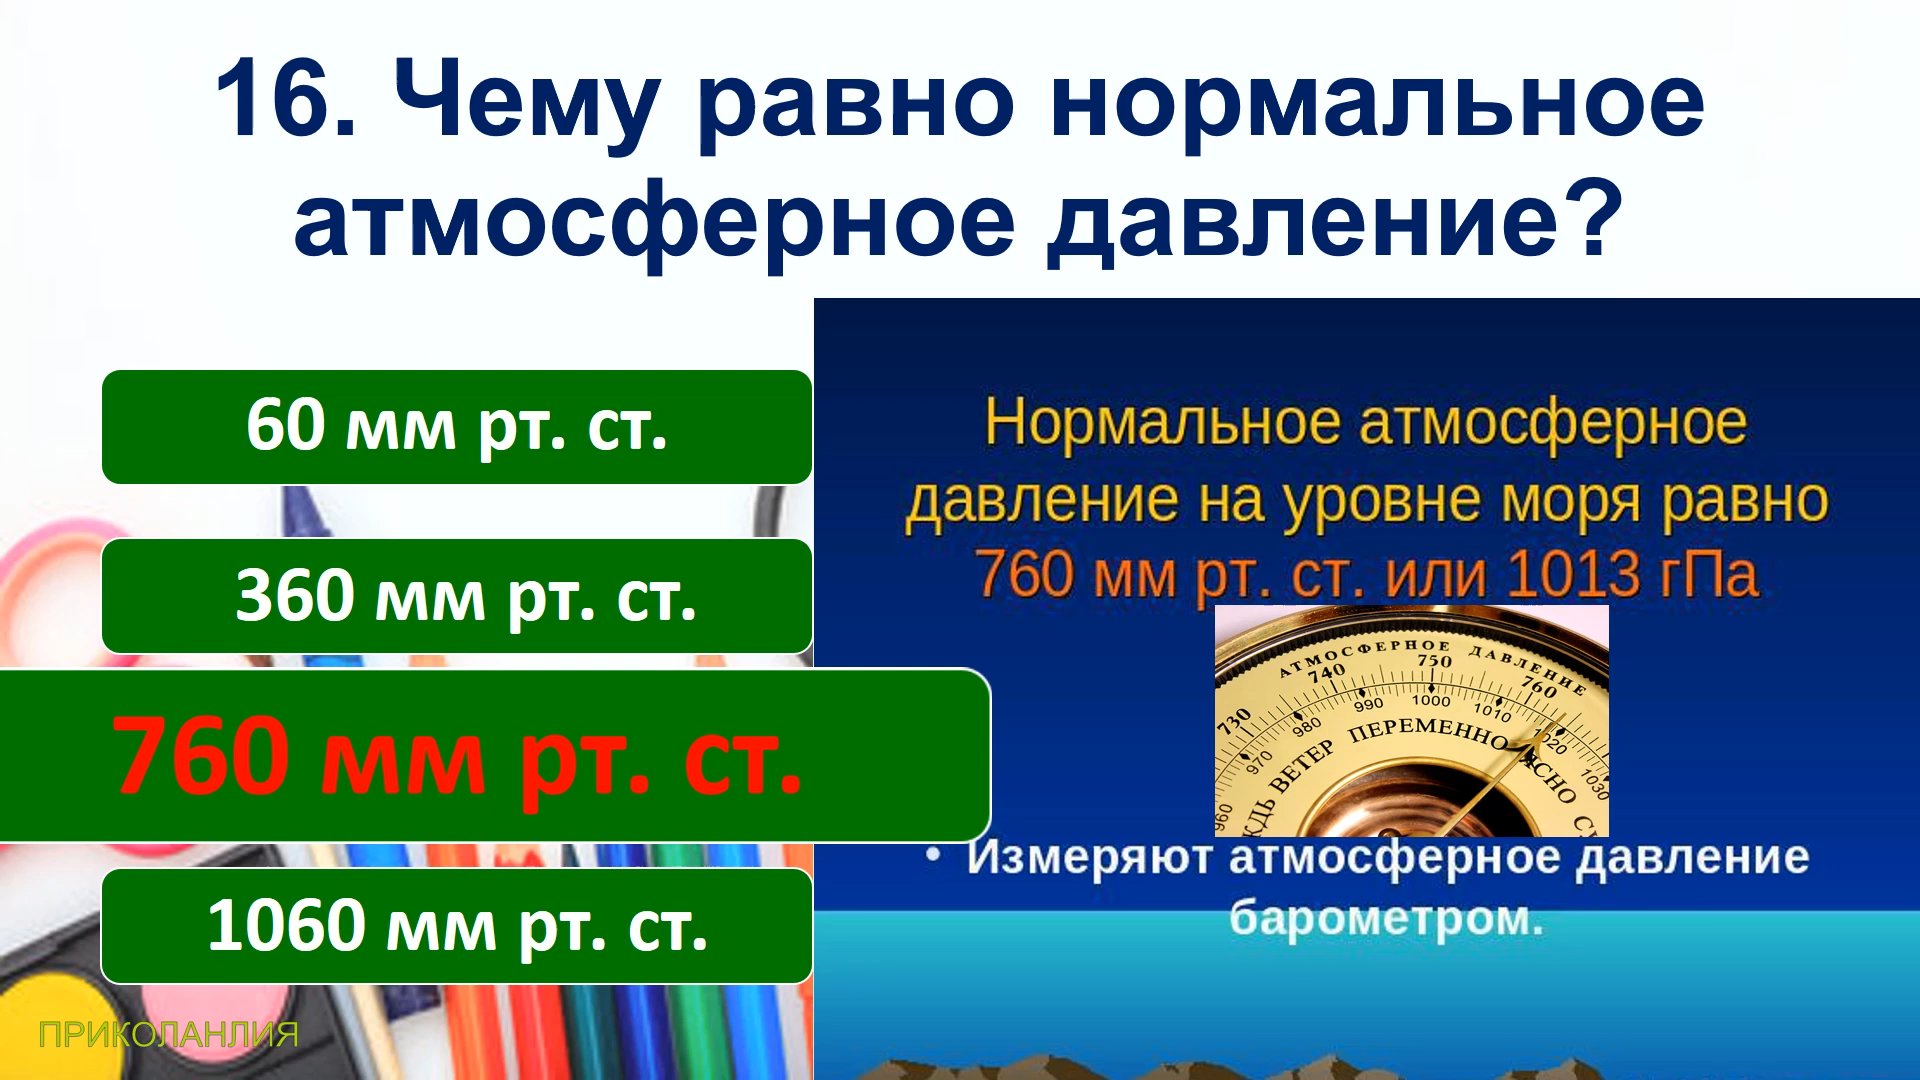 16. Чему равно нормальное
атмосферное давление?
60 мм рт. ст.
360 мм рт. ст.
760 мм рт. ст.
1060 мм рт. ст.
Нормальное атмосферное
давление на уровне моря равно
760 мм рт. ст. или 1013 гПа
АТМОСФЕРНОЕ ДАВЛЕНИЕ
730 740 750 760
960 970 980 990 1000 1010 1020 1030
ВЕТЕР ПЕРЕМЕННО ЯСНО
• Измеряют атмосферное давление
барометром.
ПРИКОЛАНЛИЯ